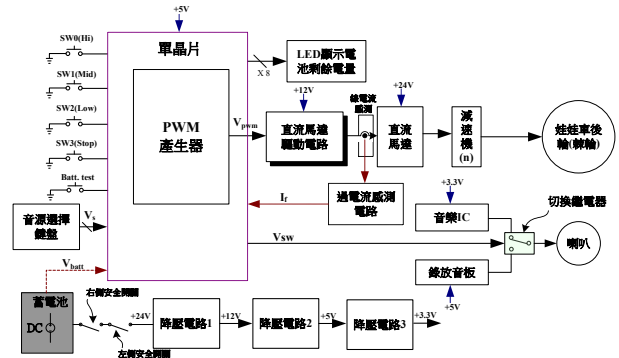 +5V
SW0(Hi)
SW1(Mid)
SW2(Low)
SW3(Stop)
Batt. test
單晶片
PWM
產生器
X 8
LED顯示電
池剩餘電量
Vpwm
+12V
直流馬達
驅動電路
線電流
感測
+24V
直流
馬達
減速
機(n)
娃娃車後
輪(棘輪)
If
過電流感測
電路
音源選擇
鍵盤
Vs
Vsw
+3.3V
音樂IC
切換繼電器
喇叭
錄放音板
+5V
Vbatt
蓄電池
DC
右側安全開關
左側安全開關
+24V
降壓電路1
+12V
降壓電路2
+5V
降壓電路3
+3.3V